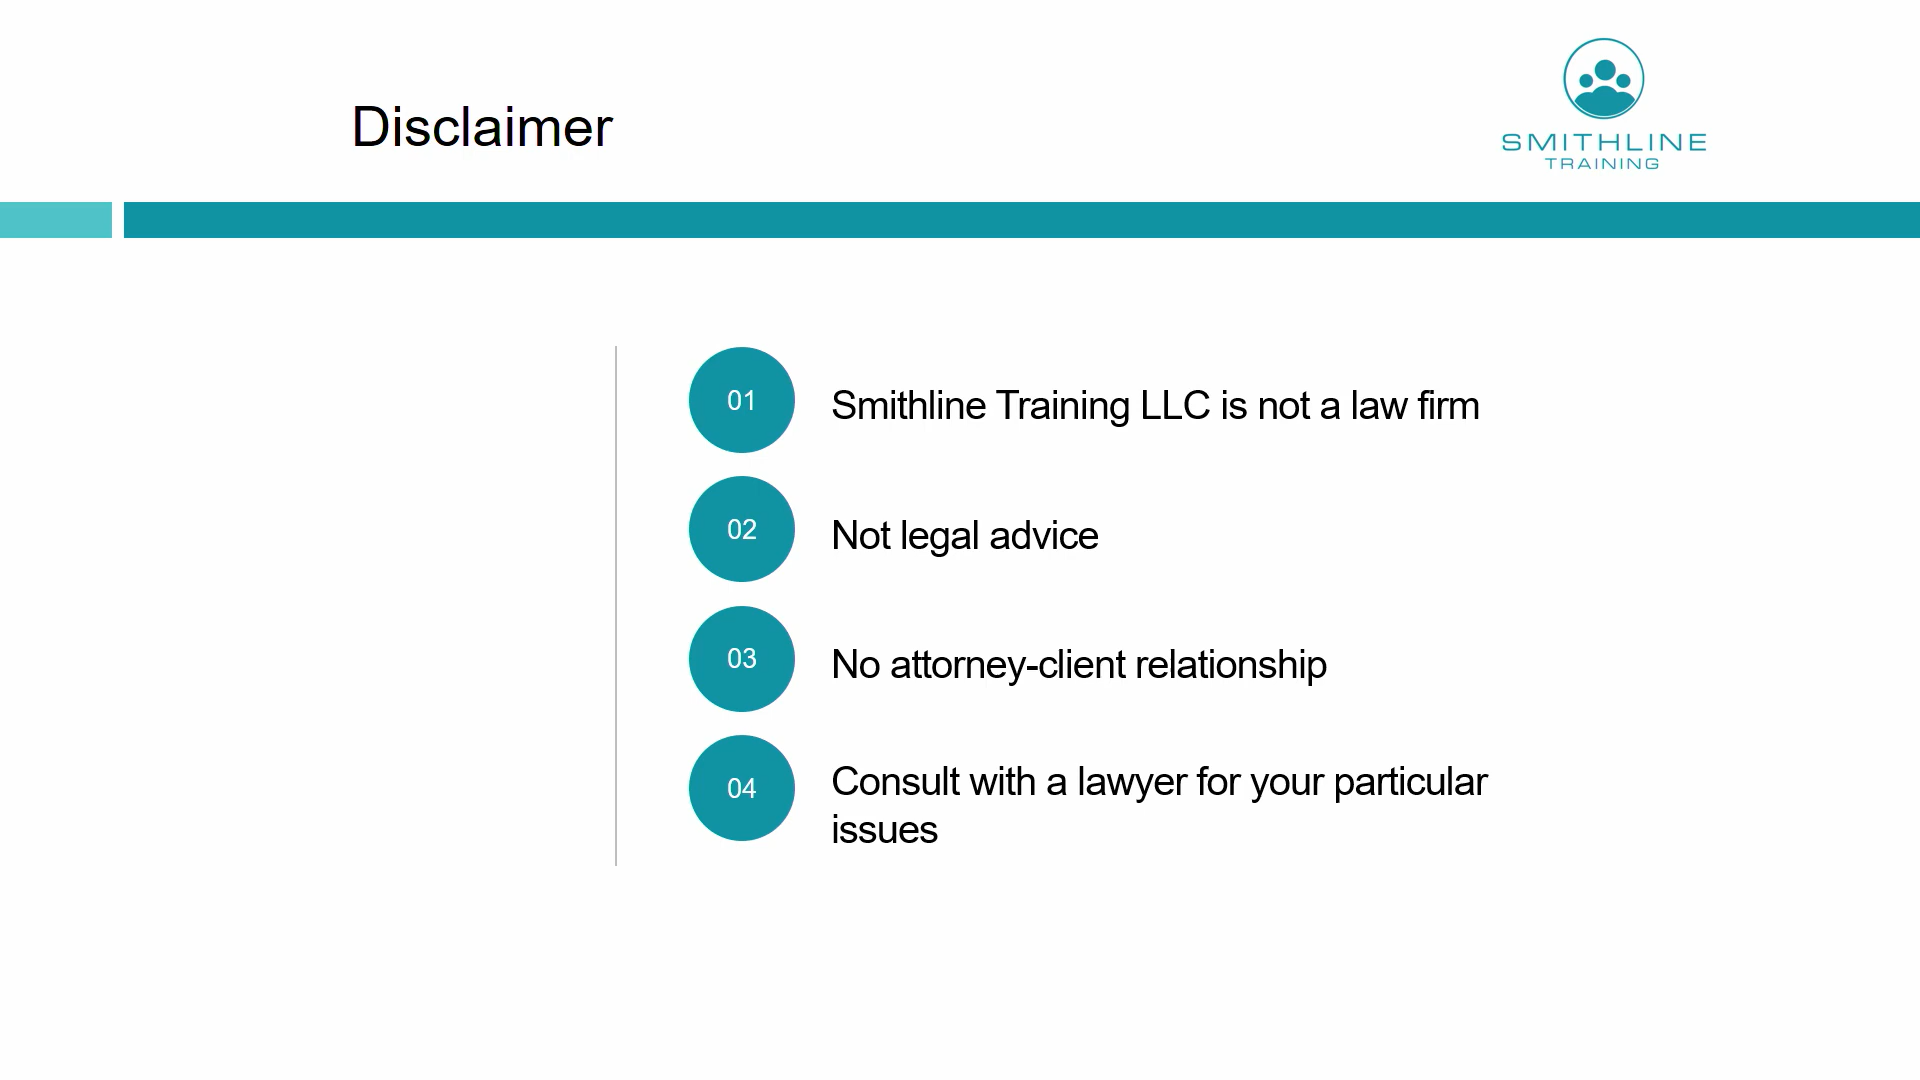 Disclaimer
SMITHLINE
TRAINING
01
Smithline Training LLC is not a law firm
02
Not legal advice
03
No attorney-client relationship
04
Consult with a lawyer for your particular
issues